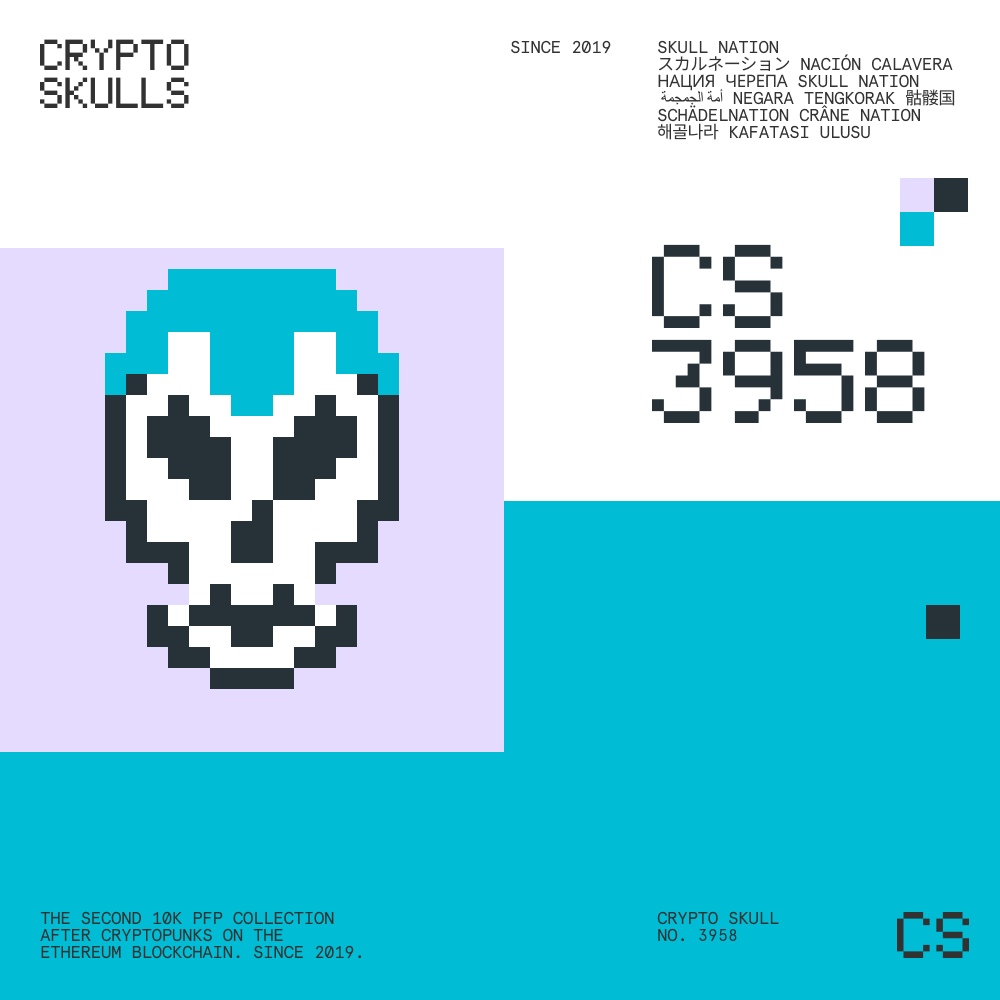 CRYPTO
SKULLS
SINCE 2019
SKULL NATION
スカルネーション NACIÓN CALAVERA
НАЦИЯ ЧЕРЕПА SKULL NATION
أمة الجمجمة NEGARA TENGKORAK 骷髅国
SCHÄDELNATION CRÂNE NATION
해골나라 KAFATASI ULUSU
CS
3958
THE SECOND 10K PFP COLLECTION
AFTER CRYPTOPUNKS ON THE
ETHEREUM BLOCKCHAIN. SINCE 2019.
CRYPTO SKULL
NO. 3958
CS